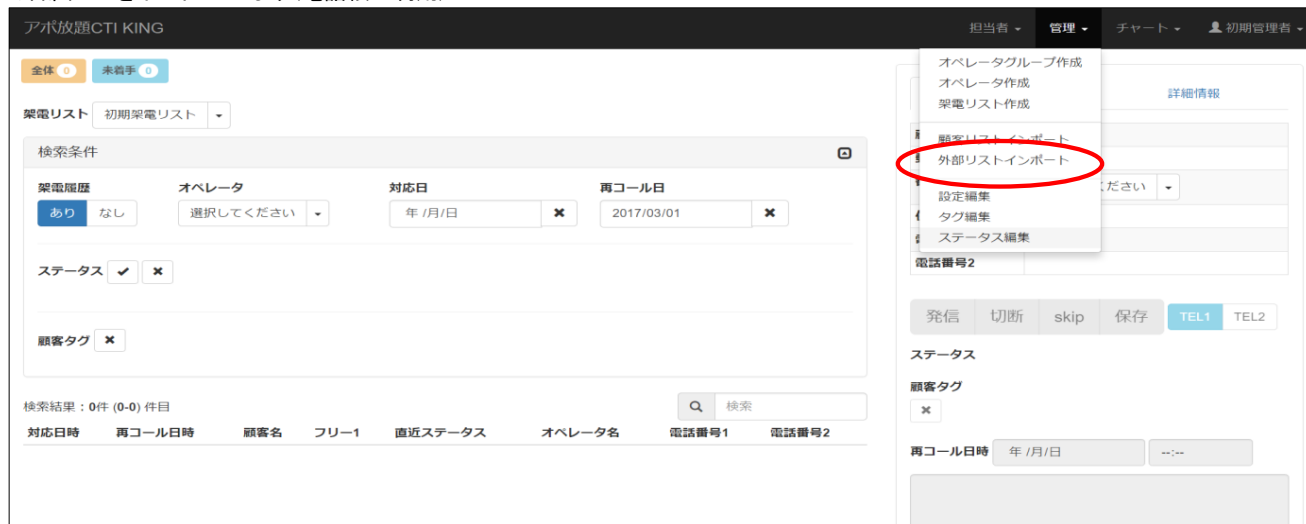 アポ放題CTI KING
担当者 管理 チャート 初期管理者
全体 0 未着手 0
架電リスト 初期架電リスト
検索条件
架電履歴 オペレータ 対応日 再コール日
あり なし 選択してください 年 /月/日 2017/03/01
ステータス
顧客タグ
検索結果：0件 (0-0) 件目 検索
対応日時 再コール日時 顧客名 フリー1 直近ステータス オペレータ名 電話番号1 電話番号2
オペレータグループ作成
オペレータ作成
架電リスト作成
顧客リストインポート
外部リストインポート
設定編集
タグ編集
ステータス編集
詳細情報
ください
電話番号2
発信 切断 skip 保存 TEL1 TEL2
ステータス
顧客タグ
再コール日時 年 /月/日 --:--